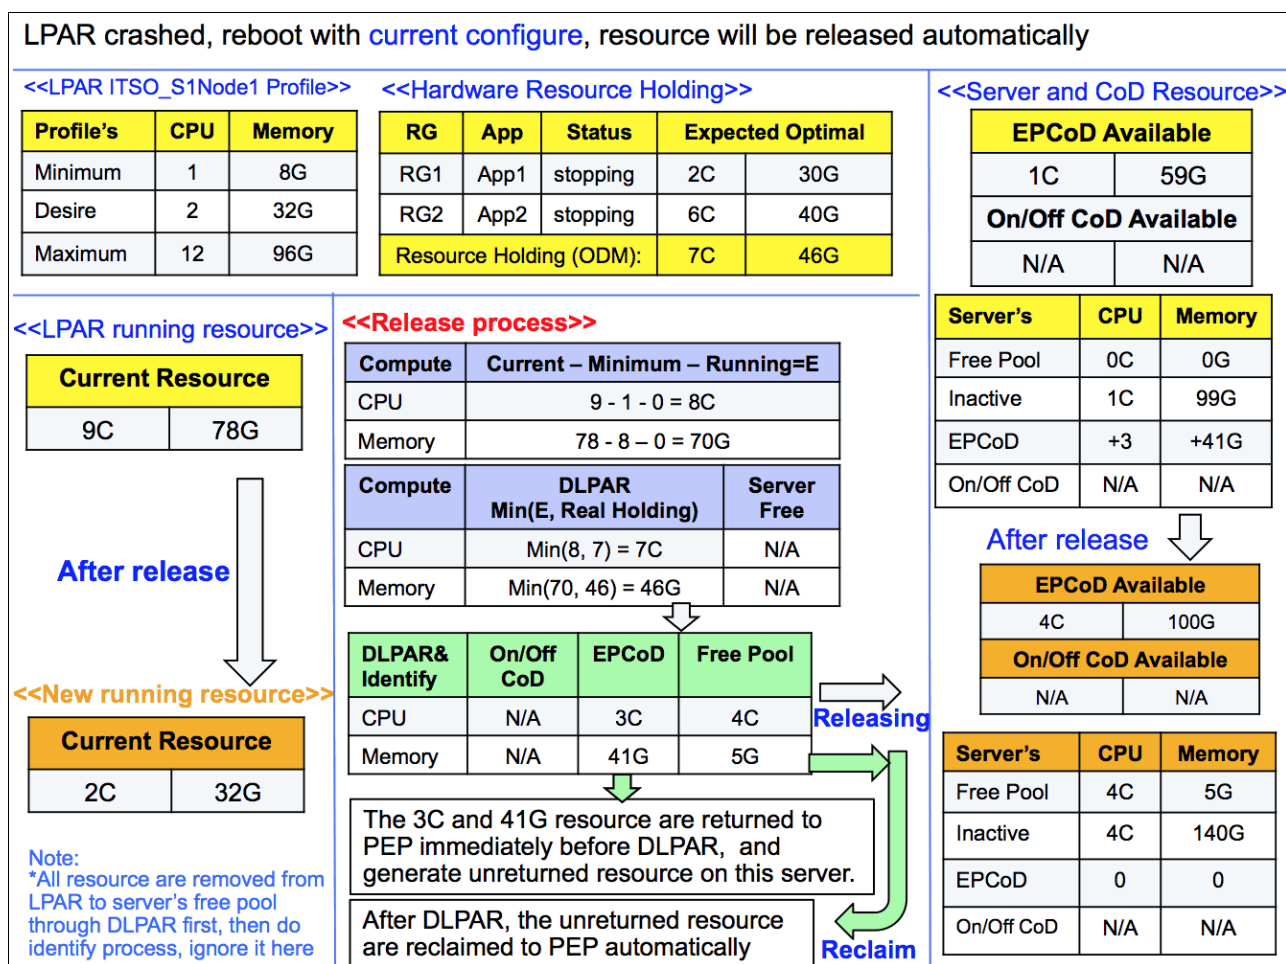 LPAR crashed, reboot with current configure, resource will be released automatically
<<LPAR ITSO_S1Node1 Profile>>
Profile's CPU Memory
Minimum 1 8G
Desire 2 32G
Maximum 12 96G
<<Hardware Resource Holding>>
RG App Status Expected Optimal
RG1 App1 stopping 2C 30G
RG2 App2 stopping 6C 40G
Resource Holding (ODM): 7C 46G
<<Server and CoD Resource>>
EPCoD Available
1C 59G
On/Off CoD Available
N/A N/A
Server's CPU Memory
Free Pool 0C 0G
Inactive 1C 99G
EPCoD +3 +41G
On/Off CoD N/A N/A
After release
EPCoD Available
4C 100G
On/Off CoD Available
N/A N/A
Server's CPU Memory
Free Pool 4C 5G
Inactive 4C 140G
EPCoD 0 0
On/Off CoD N/A N/A
<<LPAR running resource>>
Current Resource
9C 78G
After release
<<New running resource>>
Current Resource
2C 32G
Note:
*All resource are removed from
LPAR to server's free pool
through DLPAR first, then do
identify process, ignore it here
<<Release process>>
Compute Current – Minimum – Running=E
CPU 9 - 1 - 0 = 8C
Memory 78 - 8 – 0 = 70G
Compute DLPAR Server
Min(E, Real Holding) Free
CPU Min(8, 7) = 7C N/A
Memory Min(70, 46) = 46G N/A
DLPAR& On/Off EPCoD Free Pool
Identify CoD
CPU N/A 3C 4C
Memory N/A 41G 5G
Releasing
The 3C and 41G resource are returned to
PEP immediately before DLPAR, and
generate unreturned resource on this server.
After DLPAR, the unreturned resource
are reclaimed to PEP automatically
Reclaim